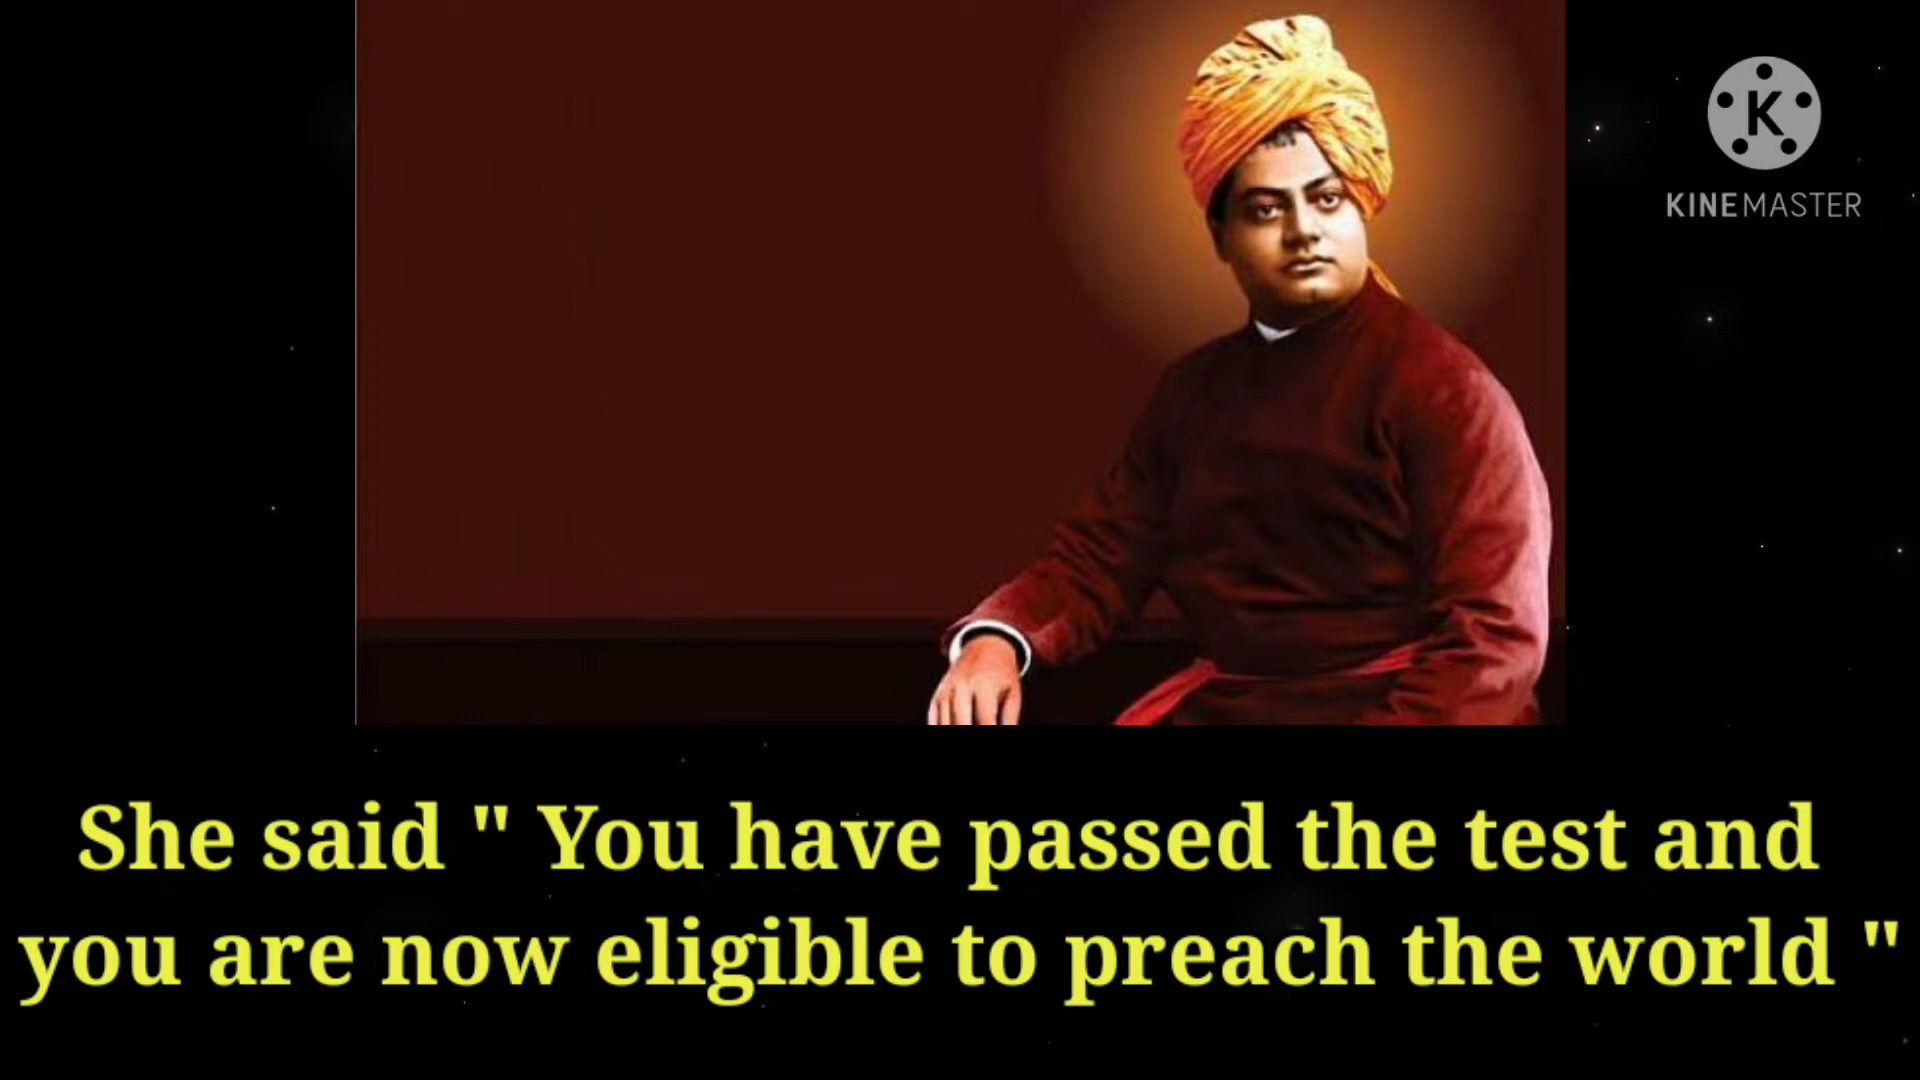 K
KINEMASTER
She said " You have passed the test and
you are now eligible to preach the world "